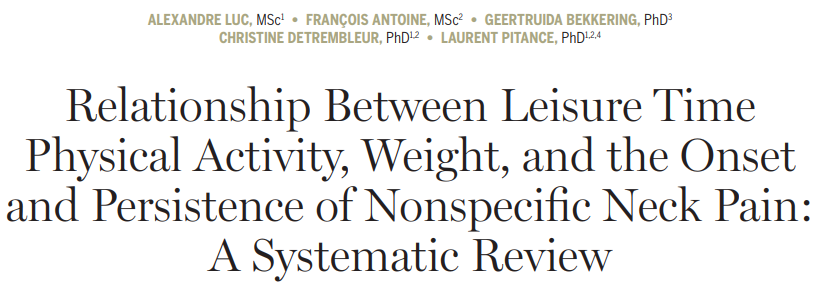 ALEXANDRE LUC, MSc¹ • FRANÇOIS ANTOINE, MSc² • GEERTRUIDA BEKKERING, PhD³
CHRISTINE DETREMBLEUR, PhD¹,² • LAURENT PITANCE, PhD¹,²,⁴
Relationship Between Leisure Time
Physical Activity, Weight, and the Onset
and Persistence of Nonspecific Neck Pain:
A Systematic Review